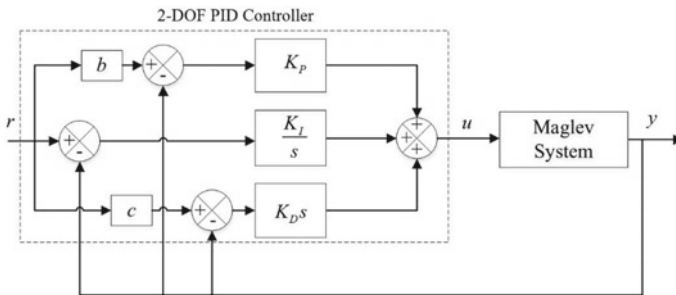 2-DOF PID Controller
b
+
-
K_P
r
+
-
K_I
s
+
+
+
u
Maglev
System
y
c
+
-
K_D s